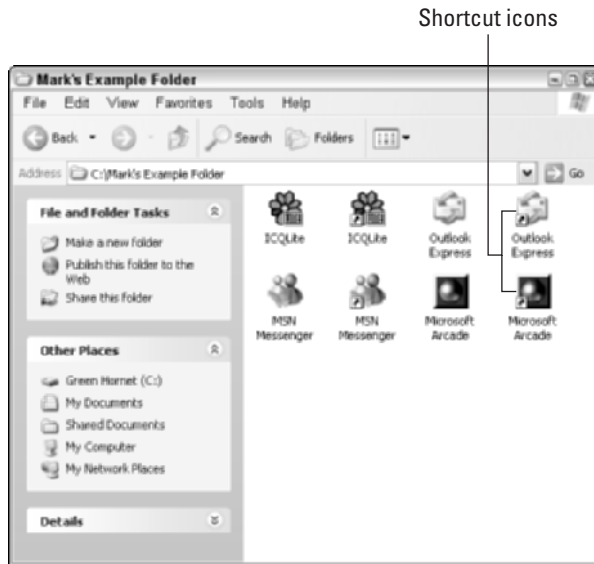 Shortcut icons
Mark's Example Folder
File Edit View Favorites Tools Help
Back Search Folders
Address C:\Mark's Example Folder Go
File and Folder Tasks
Make a new folder
Publish this folder to the
Web
Share this folder
Other Places
Green Hornet (C:)
My Documents
Shared Documents
My Computer
My Network Places
Details
ICQLite ICQLite Outlook Express Outlook Express
MSN Messenger MSN Messenger Microsoft Arcade Microsoft Arcade